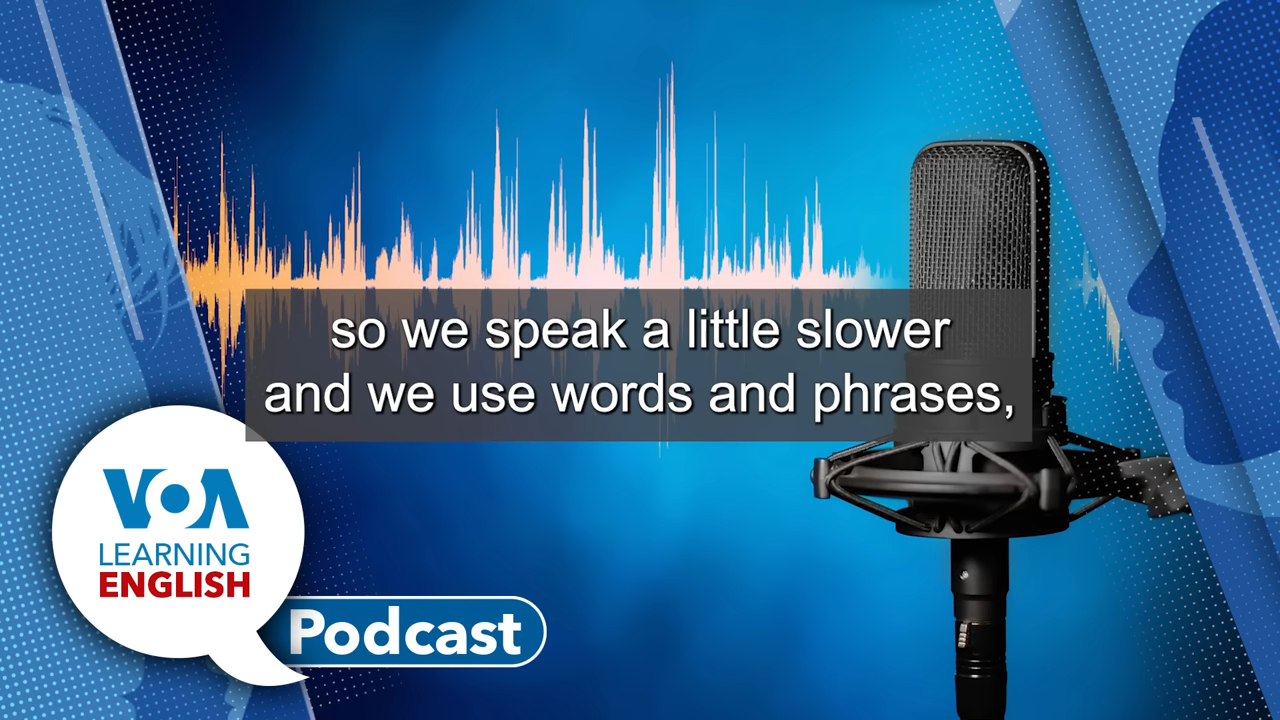 so we speak a little slower
and we use words and phrases,
VOA
LEARNING
ENGLISH
Podcast